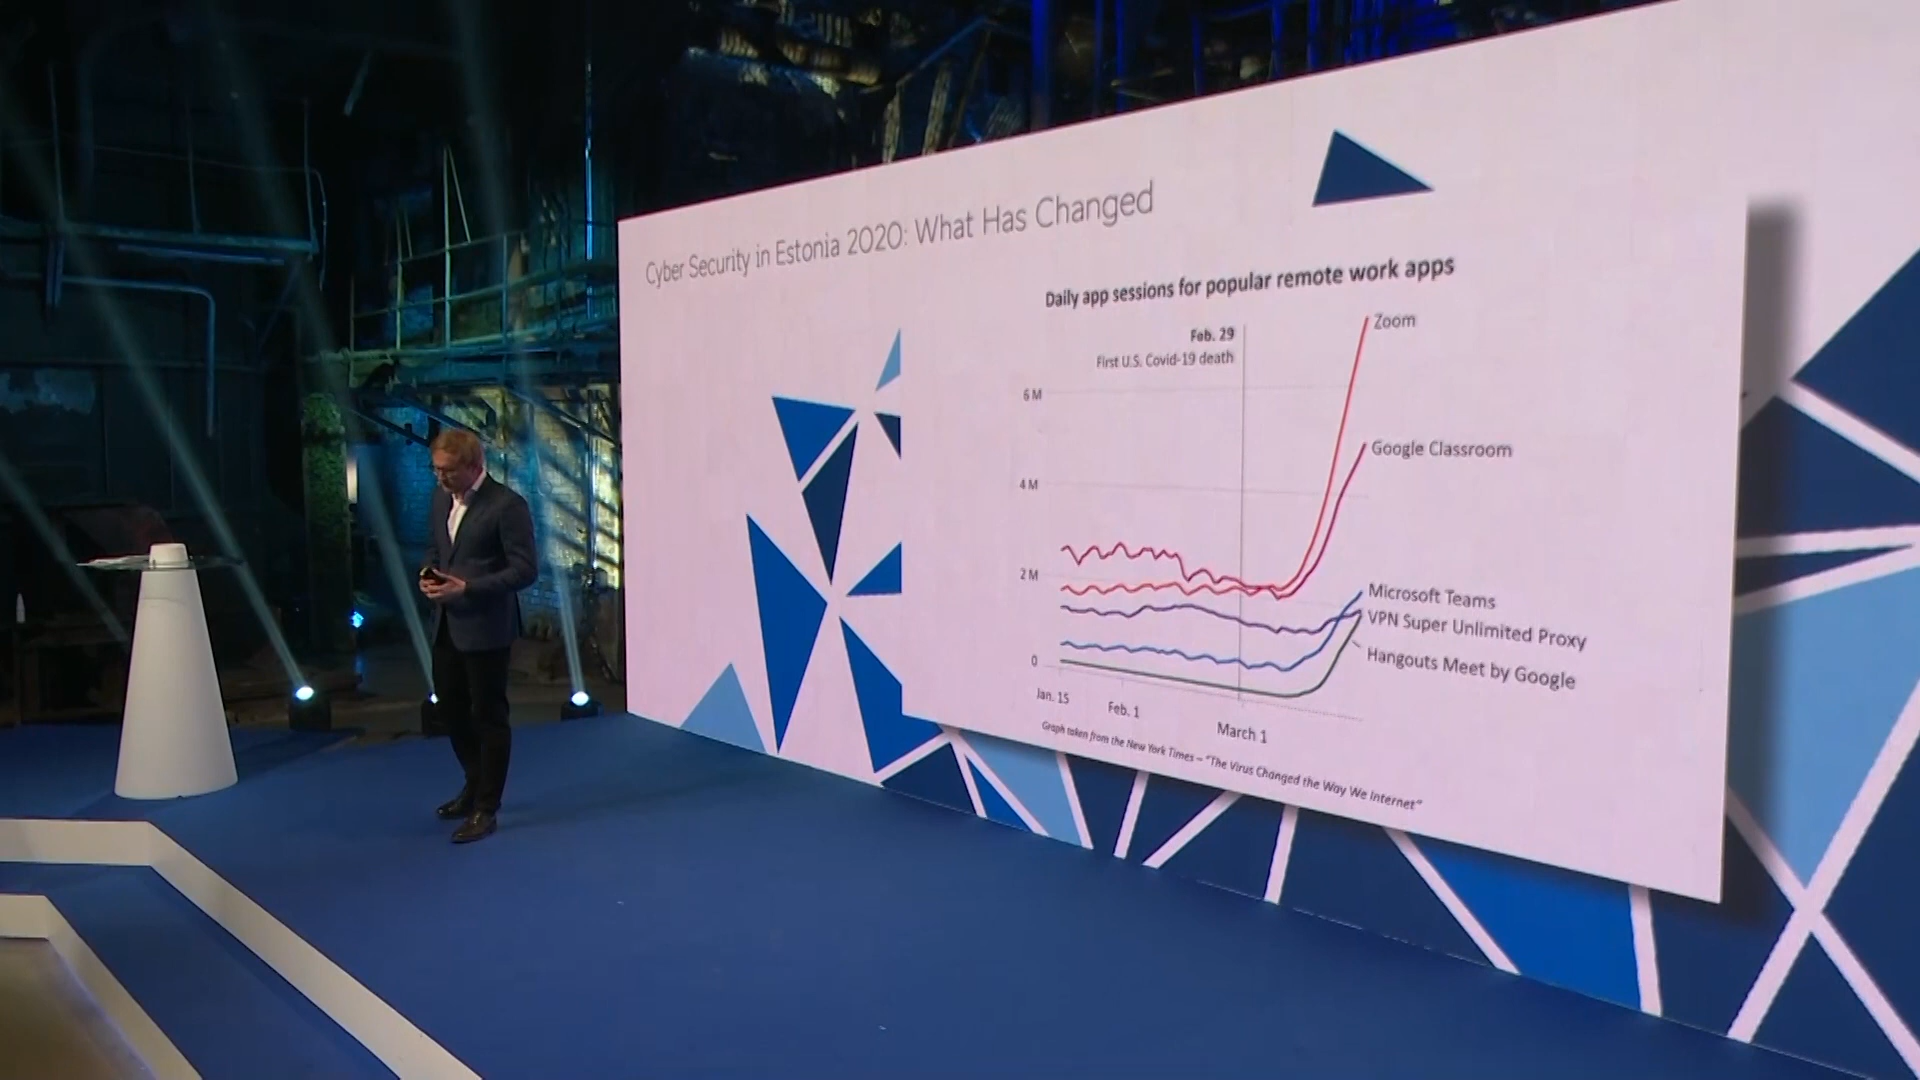 Cyber Security in Estonia 2020: What Has Changed
Daily app sessions for popular remote work apps
Feb. 29
First U.S. Covid-19 death
Zoom
6 M
Google Classroom
4 M
2 M
Microsoft Teams
VPN Super Unlimited Proxy
Hangouts Meet by Google
0
Jan. 15
Feb. 1
March 1
Graph taken from the New York Times – "The Virus Changed the Way We Internet"